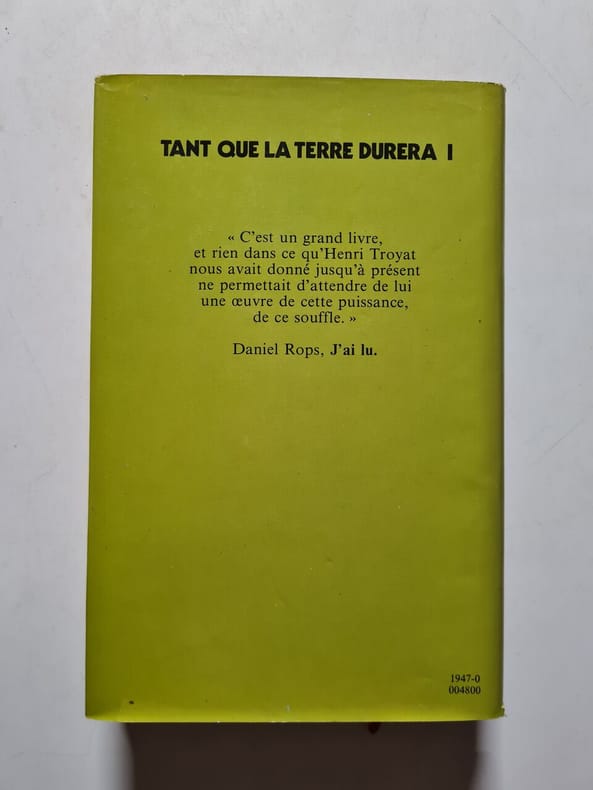 TANT QUE LA TERRE DURERA I
« C'est un grand livre,
et rien dans ce qu'Henri Troyat
nous avait donné jusqu'à présent
ne permettait d'attendre de lui
une œuvre de cette puissance,
de ce souffle. »
Daniel Rops, J'ai lu.
1947-0
004800